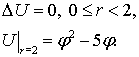 ΔU = 0, 0 ≤ r < 2,
U|ᵣ₌₂ = φ² − 5φ.